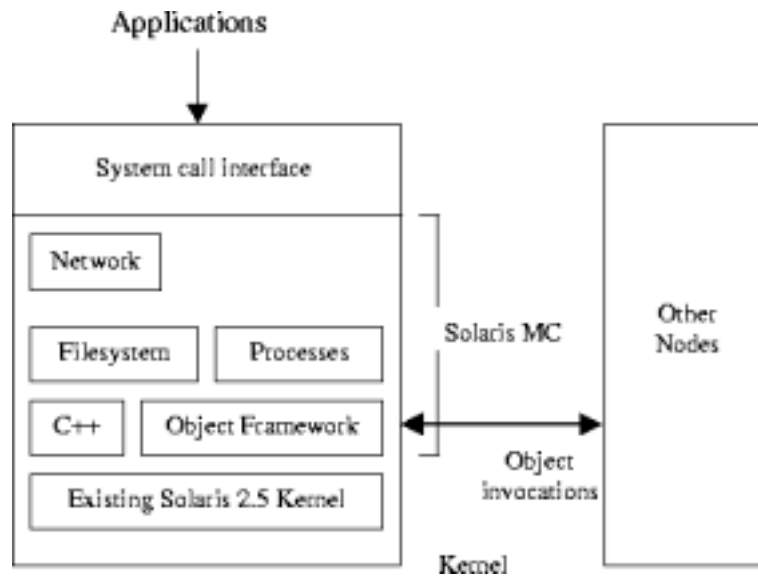 Applications
System call interface
Network
Filesystem
Processes
Solaris MC
Other
Nodes
C++
Object Framework
Object
invocations
Existing Solaris 2.5 Kernel
Kernel